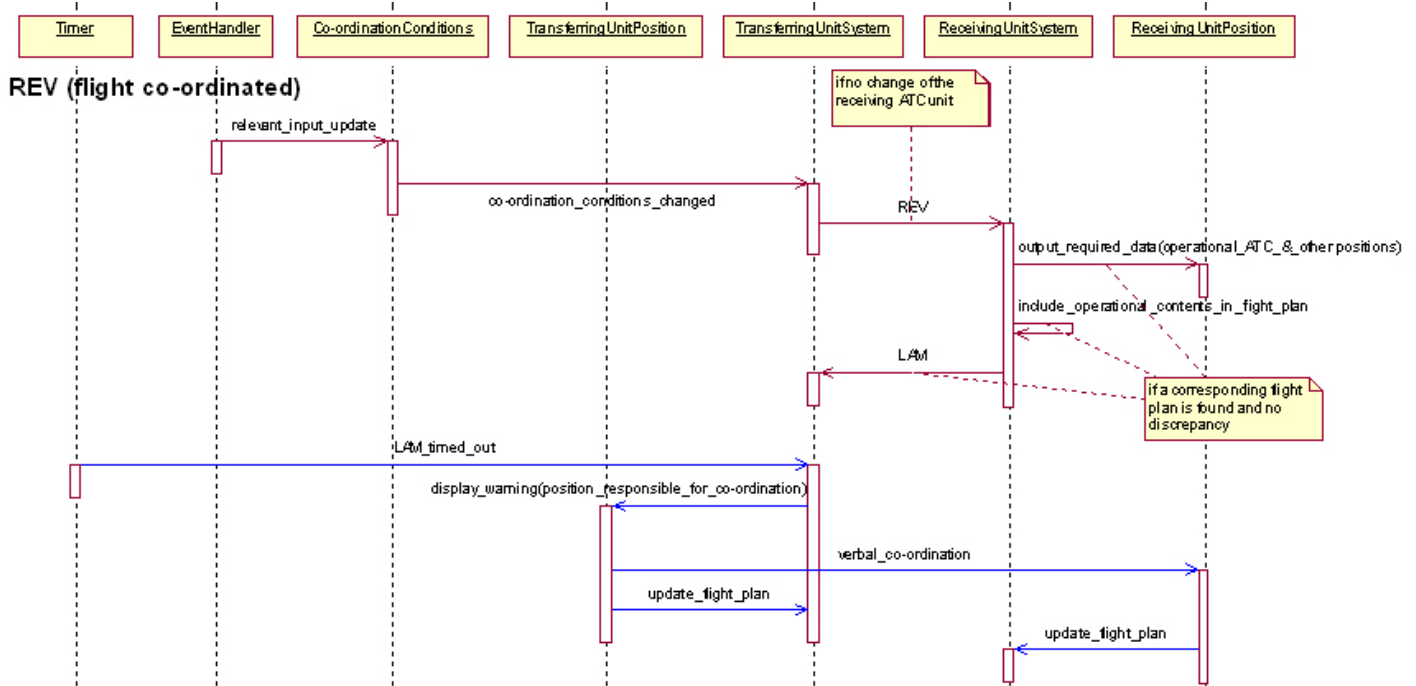 Timer
EventHandler
Co-ordinationConditions
TransferringUnitPosition
TransferringUnitSystem
ReceivingUnitSystem
ReceivingUnitPosition
REV (flight co-ordinated)
if no change of the
receiving ATC unit
relevant_input_update
co-ordination_conditions_changed
REV
output_required_data(operational_ATC_&_other positions)
include_operational_contents_in_fight_plan
LAM
if a corresponding flight
plan is found and no
discrepancy
LAM_timed_out
display_warning(position_responsible_for_co-ordination)
verbal_co-ordination
update_flight_plan
update_flight_plan